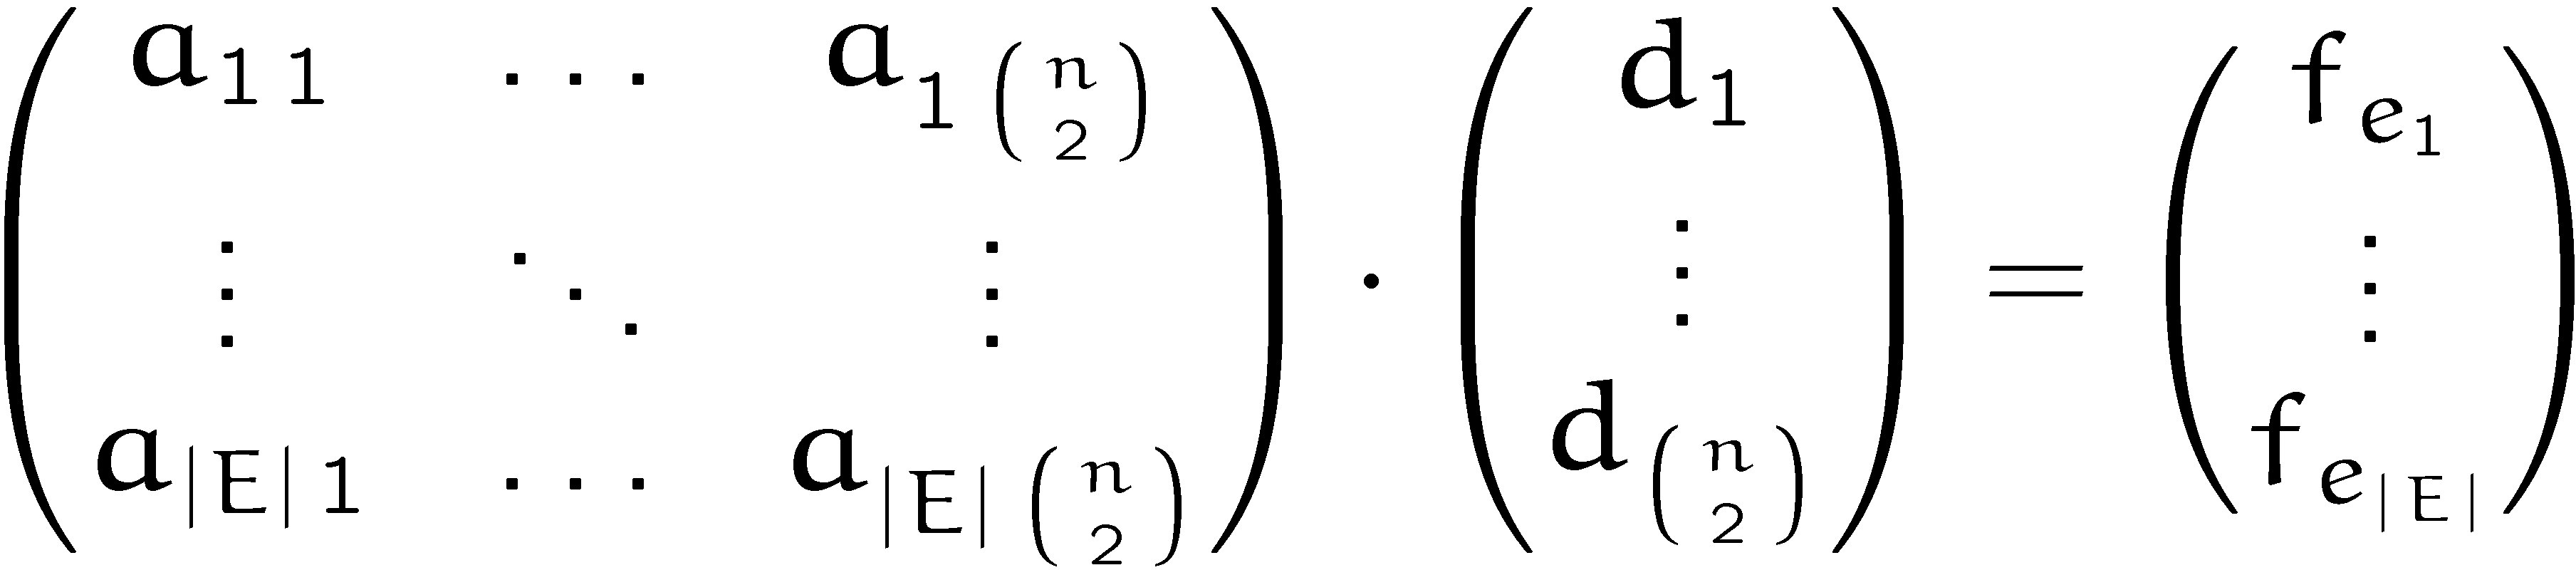 ( a_{1 1} … a_{1 \binom{n}{2}} ) ( d_1 ) ( f_{e_1} )
( ⋮ ⋱ ⋮ ) · ( ⋮ ) = ( ⋮ )
( a_{|E| 1} … a_{|E| \binom{n}{2}} ) ( d_{\binom{n}{2}} ) ( f_{e_{|E|}} )